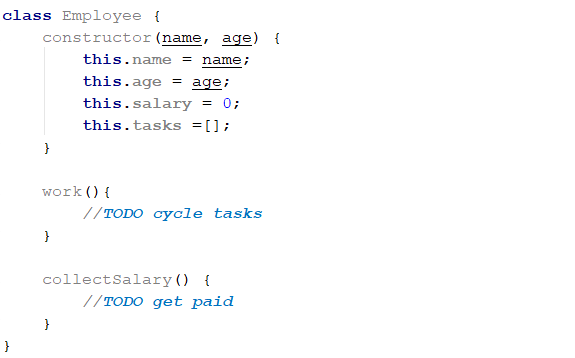 class Employee {
    constructor(name, age) {
        this.name = name;
        this.age = age;
        this.salary = 0;
        this.tasks =[];
    }

    work(){
        //TODO cycle tasks
    }

    collectSalary() {
        //TODO get paid
    }
}